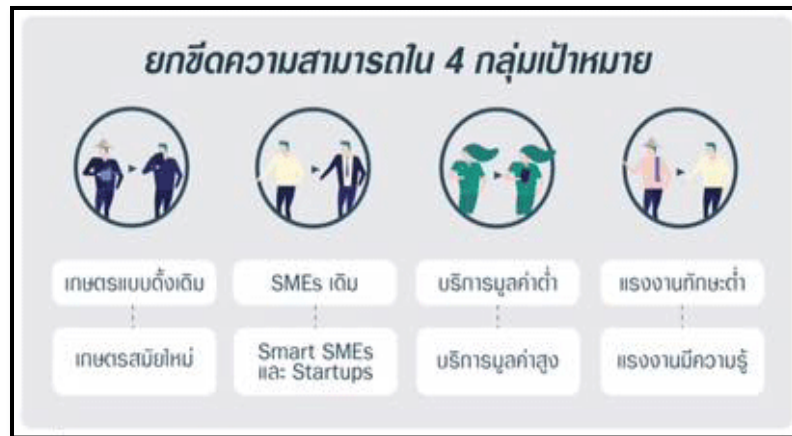 ยกขีดความสามารถใน 4 กลุ่มเป้าหมาย
เกษตรแบบดั้งเดิม
SMEs เดิม
บริการมูลค่าต่ำ
แรงงานทักษะต่ำ
เกษตรสมัยใหม่
Smart SMEs
และ Startups
บริการมูลค่าสูง
แรงงานมีความรู้